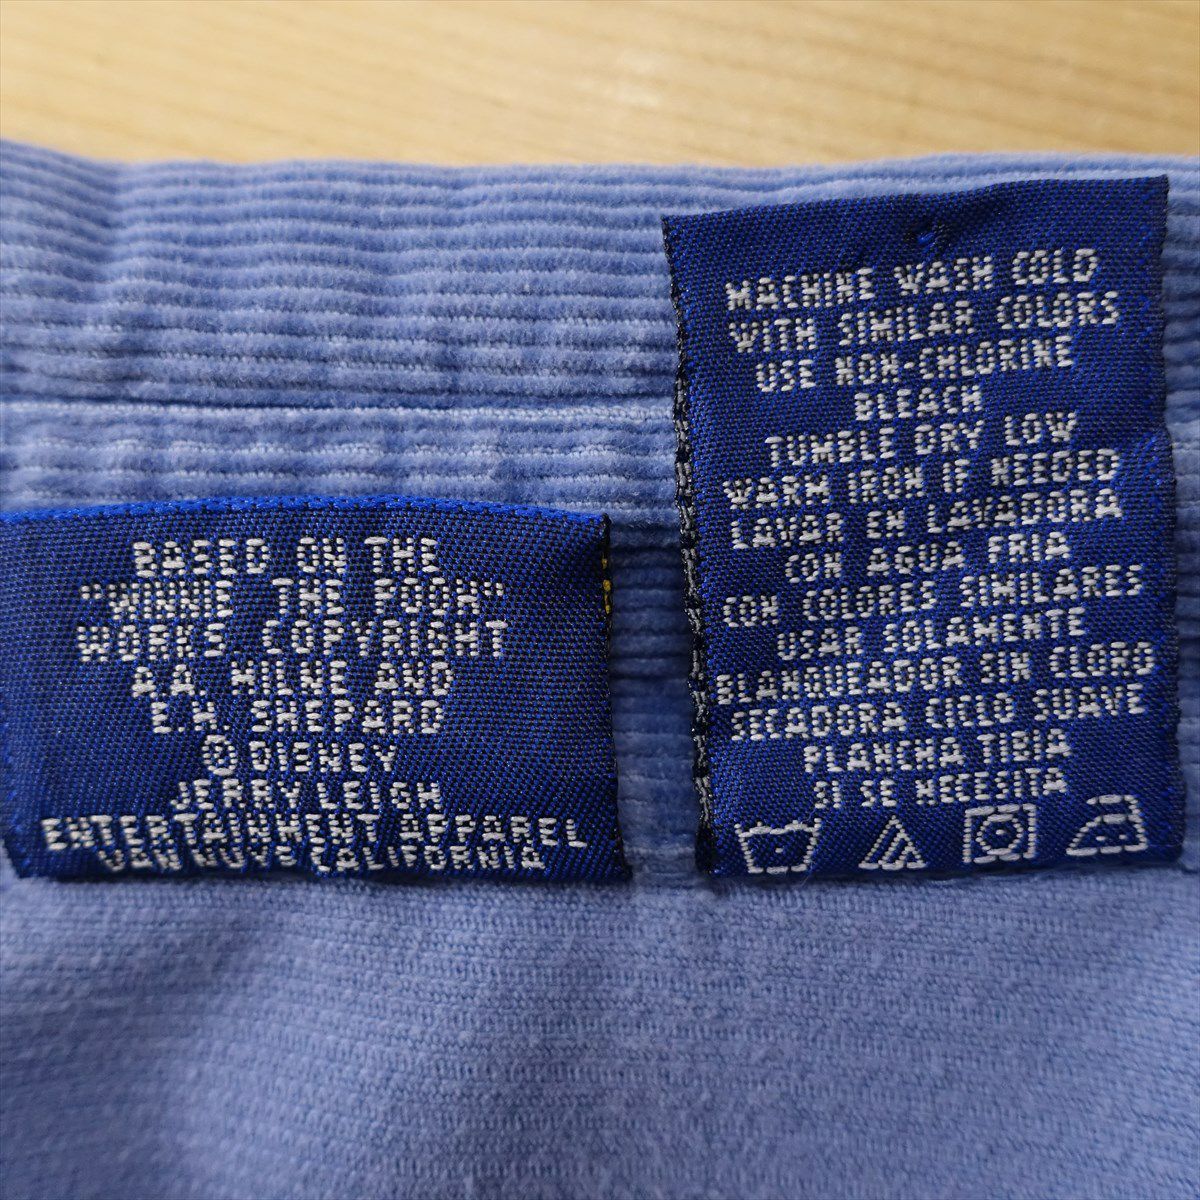 BASED ON THE
"WINNIE THE POOH"
WORKS COPYRIGHT
A.A. MILNE AND
E.H. SHEPARD
© DISNEY
JERRY LEIGH
ENTERTAINMENT APPAREL
VAN NUYS CALIFORNIA
MACHINE WASH COLD
WITH SIMILAR COLORS
USE NON-CHLORINE
BLEACH
TUMBLE DRY LOW
WARM IRON IF NEEDED
LAVAR EN LAVADORA
CON AGUA FRIA
CON COLORES SIMILARES
USAR SOLAMENTE
BLANQUEADOR SIN CLORO
SECADORA CICLO SUAVE
PLANCHA TIBIA
SI SE NECESITA